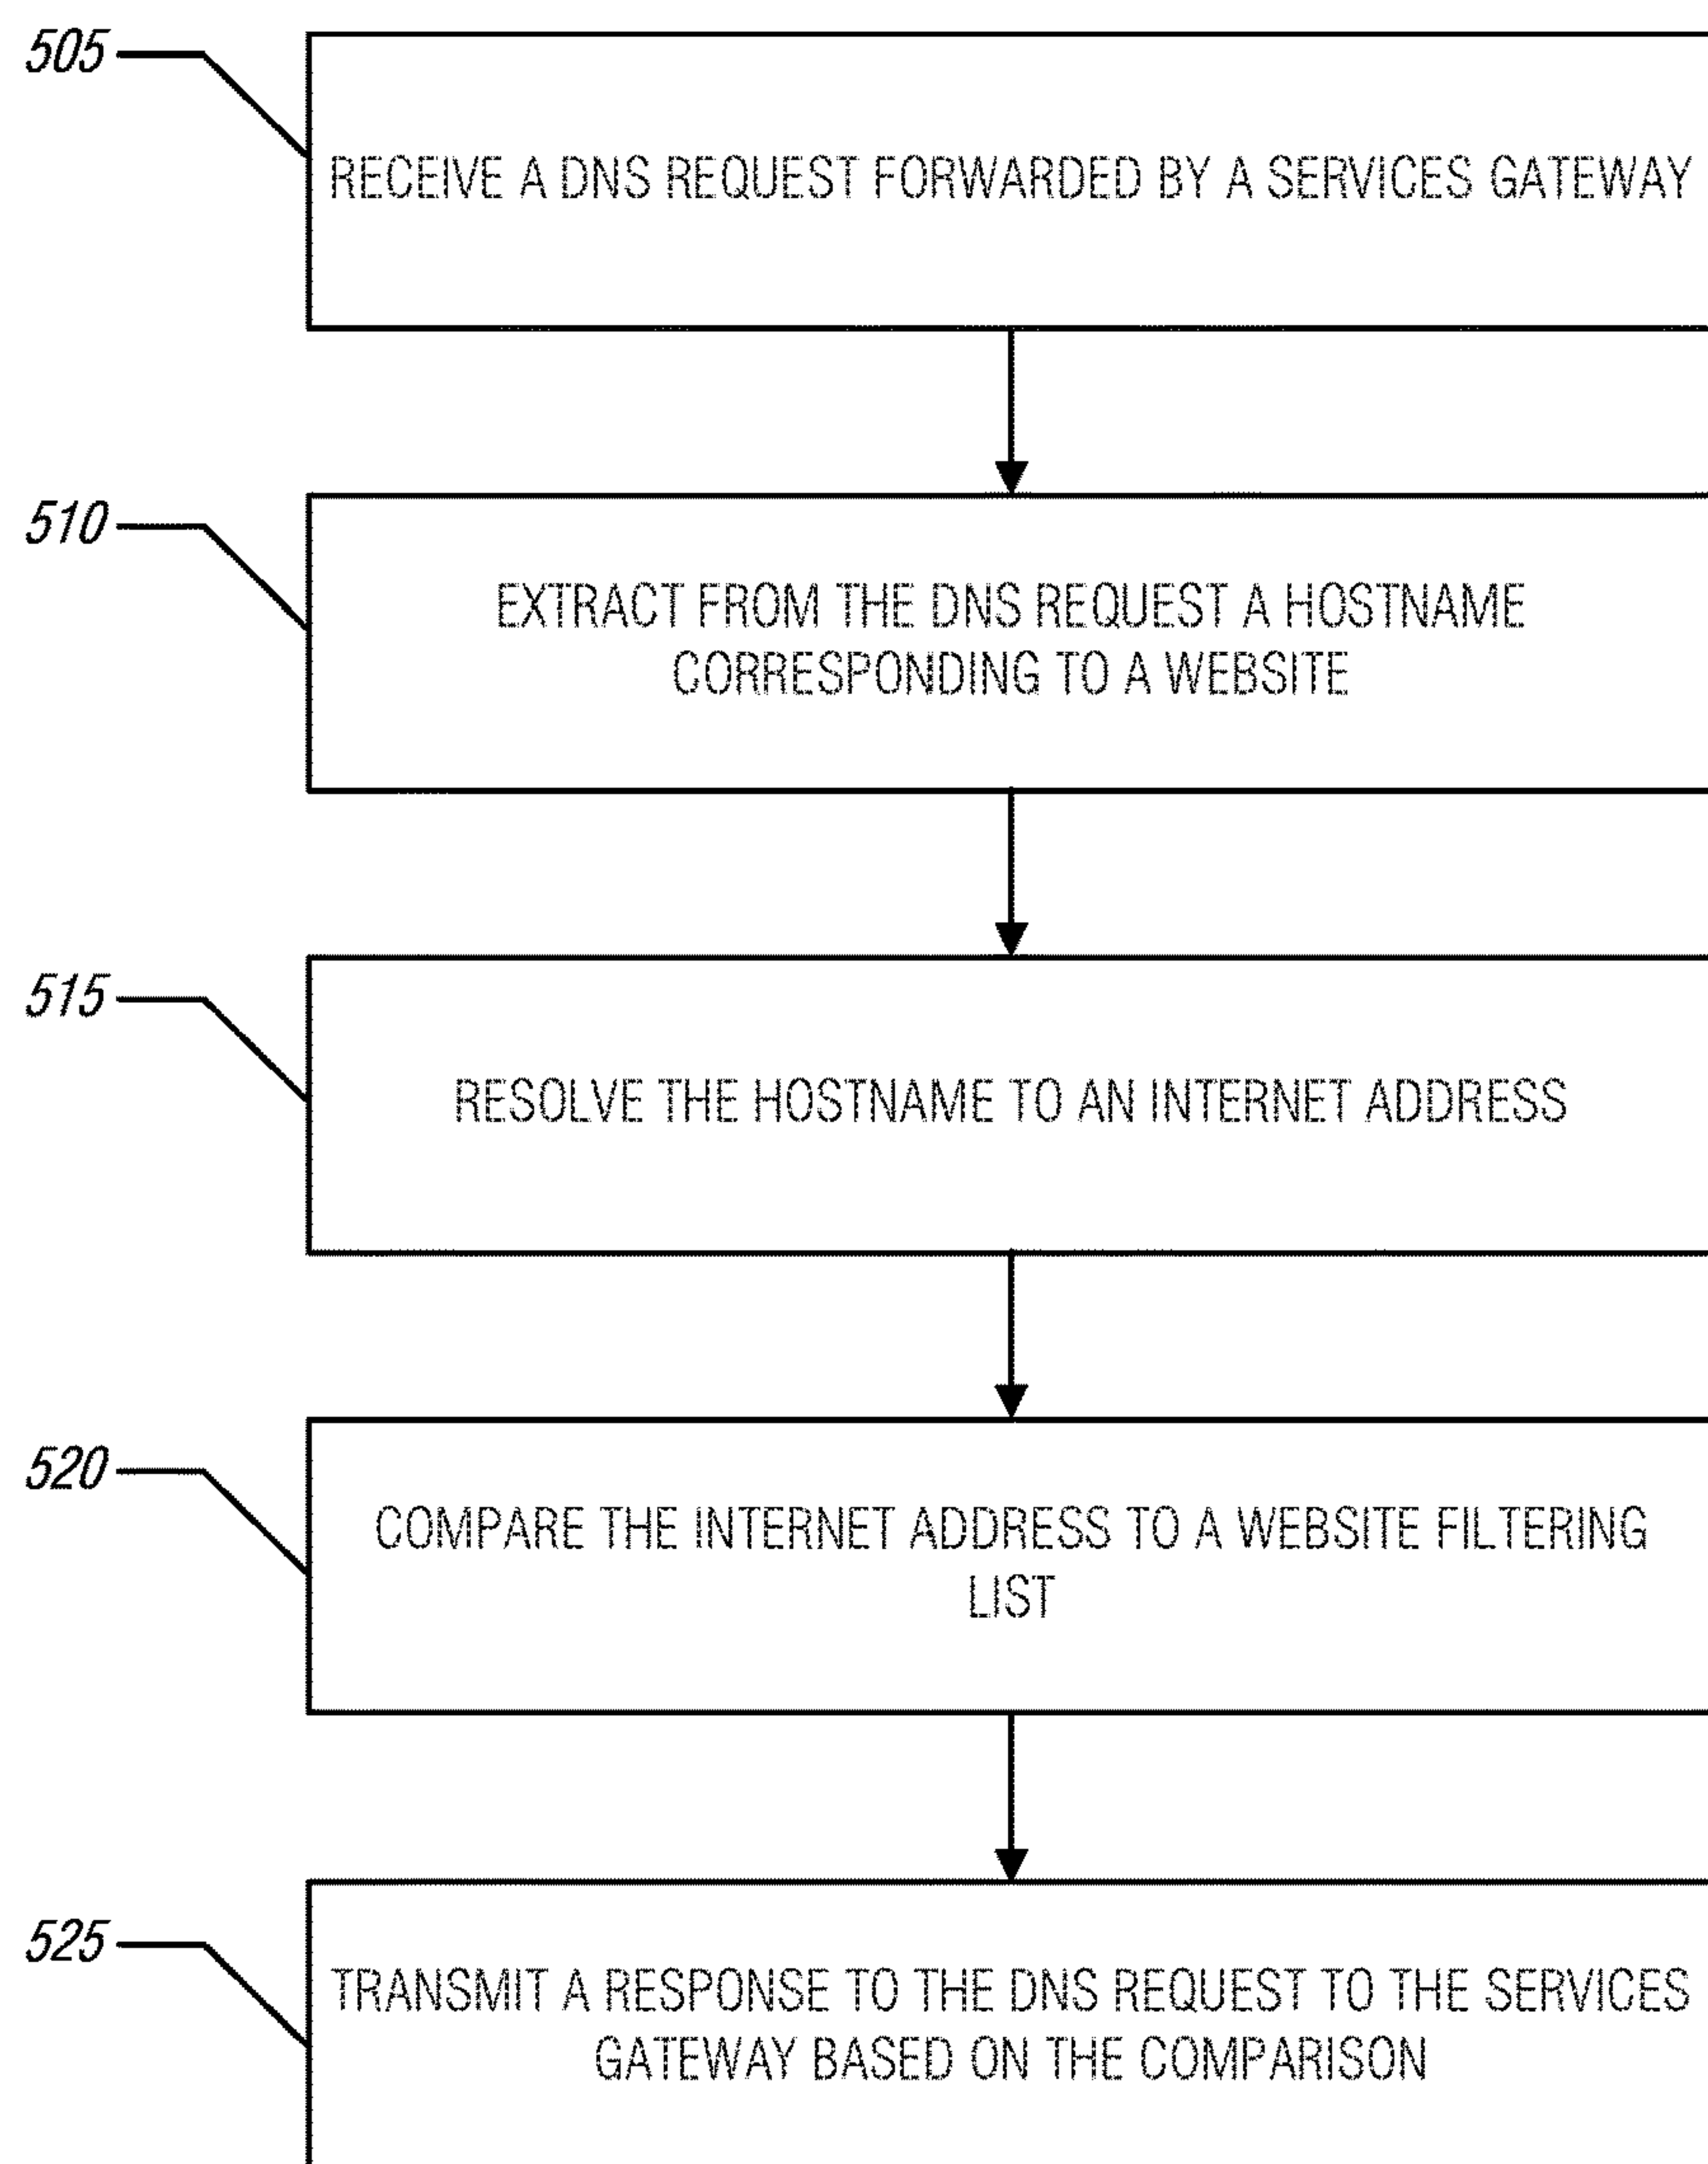 505
RECEIVE A DNS REQUEST FORWARDED BY A SERVICES GATEWAY
510
EXTRACT FROM THE DNS REQUEST A HOSTNAME
CORRESPONDING TO A WEBSITE
515
RESOLVE THE HOSTNAME TO AN INTERNET ADDRESS
520
COMPARE THE INTERNET ADDRESS TO A WEBSITE FILTERING
LIST
525
TRANSMIT A RESPONSE TO THE DNS REQUEST TO THE SERVICES
GATEWAY BASED ON THE COMPARISON